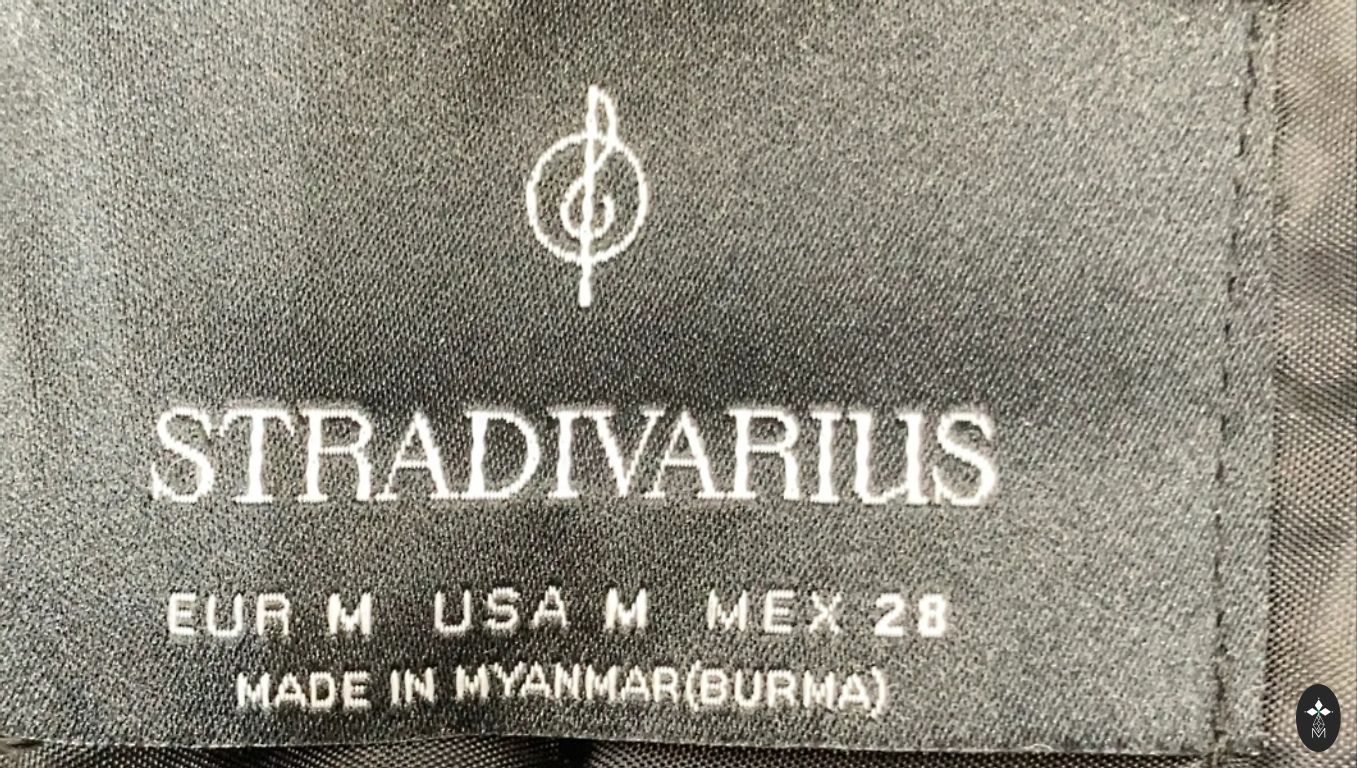 STRADIVARIUS
EUR M USA M MEX 28
MADE IN MYANMAR(BURMA)
M